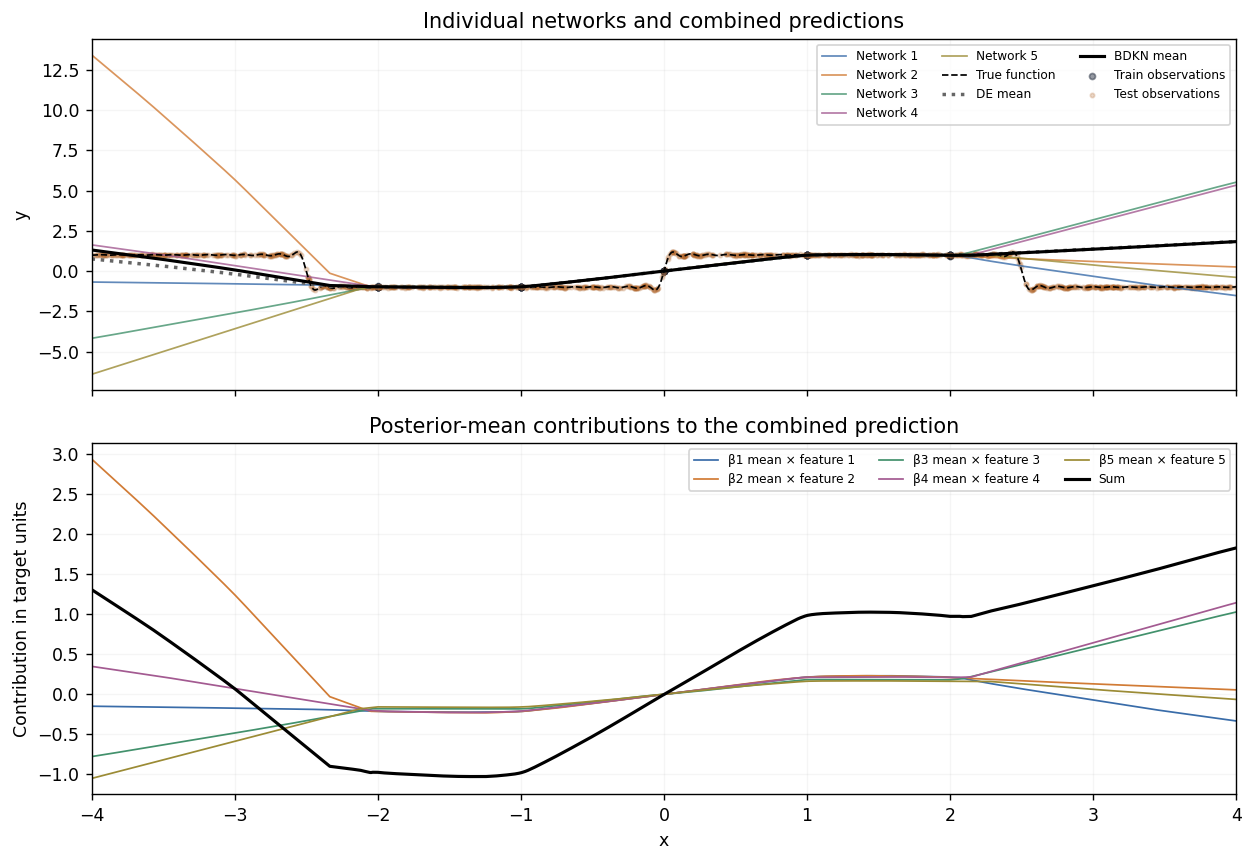 Individual networks and combined predictions
12.5
10.0
7.5
5.0
2.5
0.0
−2.5
−5.0
y
Network 1
Network 2
Network 3
Network 4
Network 5
True function
DE mean
BDKN mean
Train observations
Test observations
Posterior-mean contributions to the combined prediction
3.0
2.5
2.0
1.5
1.0
0.5
0.0
−0.5
−1.0
Contribution in target units
β1 mean × feature 1
β2 mean × feature 2
β3 mean × feature 3
β4 mean × feature 4
β5 mean × feature 5
Sum
−4 −3 −2 −1 0 1 2 3 4
x